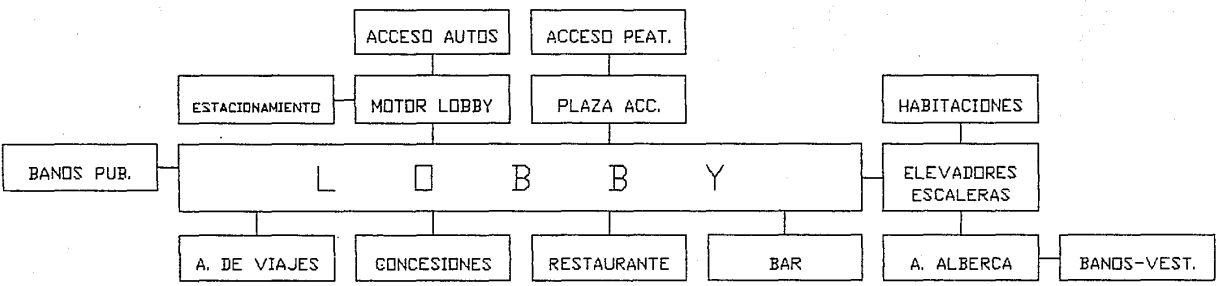 ACCESO AUTOS
ACCESO PEAT.
ESTACIONAMIENTO
MOTOR LOBBY
PLAZA ACC.
HABITACIONES
BANOS PUB.
LOBBY
ELEVADORES
ESCALERAS
A. DE VIAJES
CONCESIONES
RESTAURANTE
BAR
A. ALBERCA
BANOS-VEST.